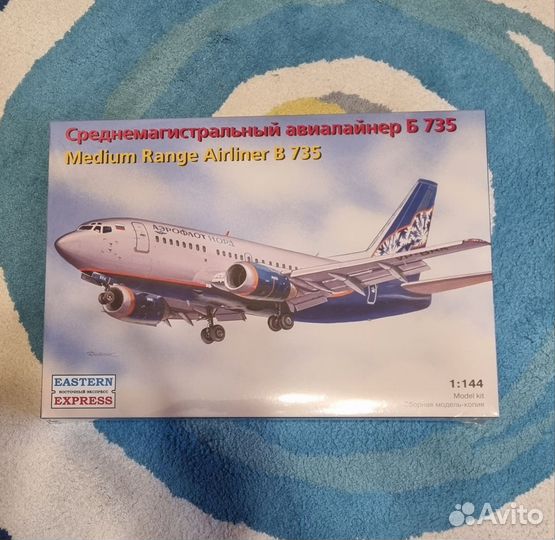 Среднемагистральный авиалайнер Б 735
Medium Range Airliner B 735
АЭРОФЛОТ НОРД
EASTERN
ВОСТОЧНЫЙ ЭКСПРЕСС
EXPRESS
1:144
Model kit
Сборная модель-копия
Avito